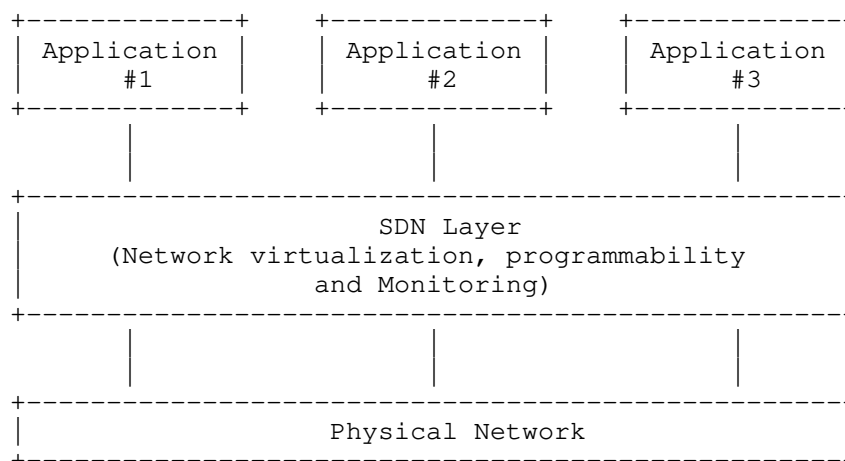 Application Application Application
#1 #2 #3
SDN Layer
(Network virtualization, programmability
and Monitoring)
Physical Network